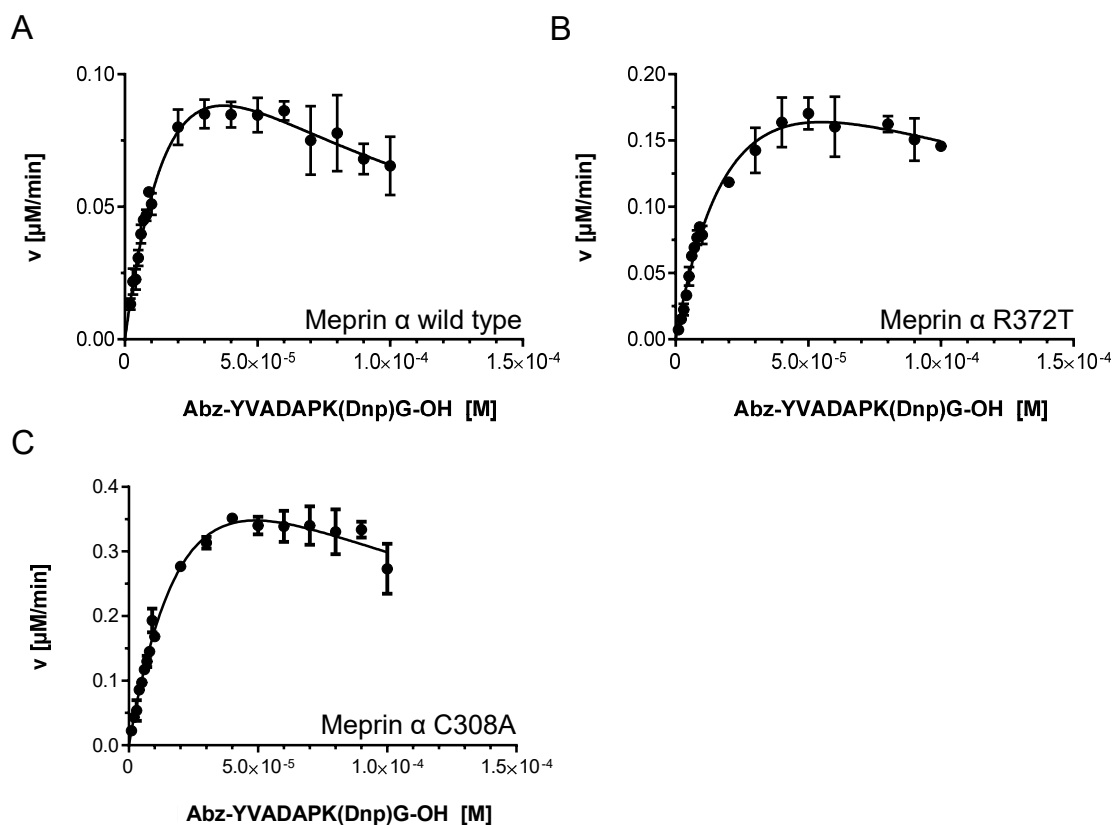 A
0.10
0.05
0.00
v [µM/min]
Meprin α wild type
0
5.0×10⁻⁵
1.0×10⁻⁴
1.5×10⁻⁴
Abz-YVADAPK(Dnp)G-OH [M]
B
0.20
0.15
0.10
0.05
0.00
v [µM/min]
Meprin α R372T
0
5.0×10⁻⁵
1.0×10⁻⁴
1.5×10⁻⁴
Abz-YVADAPK(Dnp)G-OH [M]
C
0.4
0.3
0.2
0.1
0.0
v [µM/min]
Meprin α C308A
0
5.0×10⁻⁵
1.0×10⁻⁴
1.5×10⁻⁴
Abz-YVADAPK(Dnp)G-OH [M]